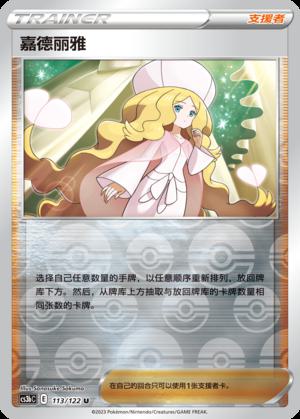 TRAINER
支援者
嘉德丽雅
选择自己任意数量的手牌，以任意顺序重新排列，放回牌
库下方。然后，从牌库上方抽取与放回牌库的卡牌数量相
同张数的卡牌。
Illus. Sanosuke Sakuma
cs3bC E 113/122 U
在自己的回合只可以使用1张支援者卡。
©2023 Pokémon/Nintendo/Creatures/GAME FREAK.